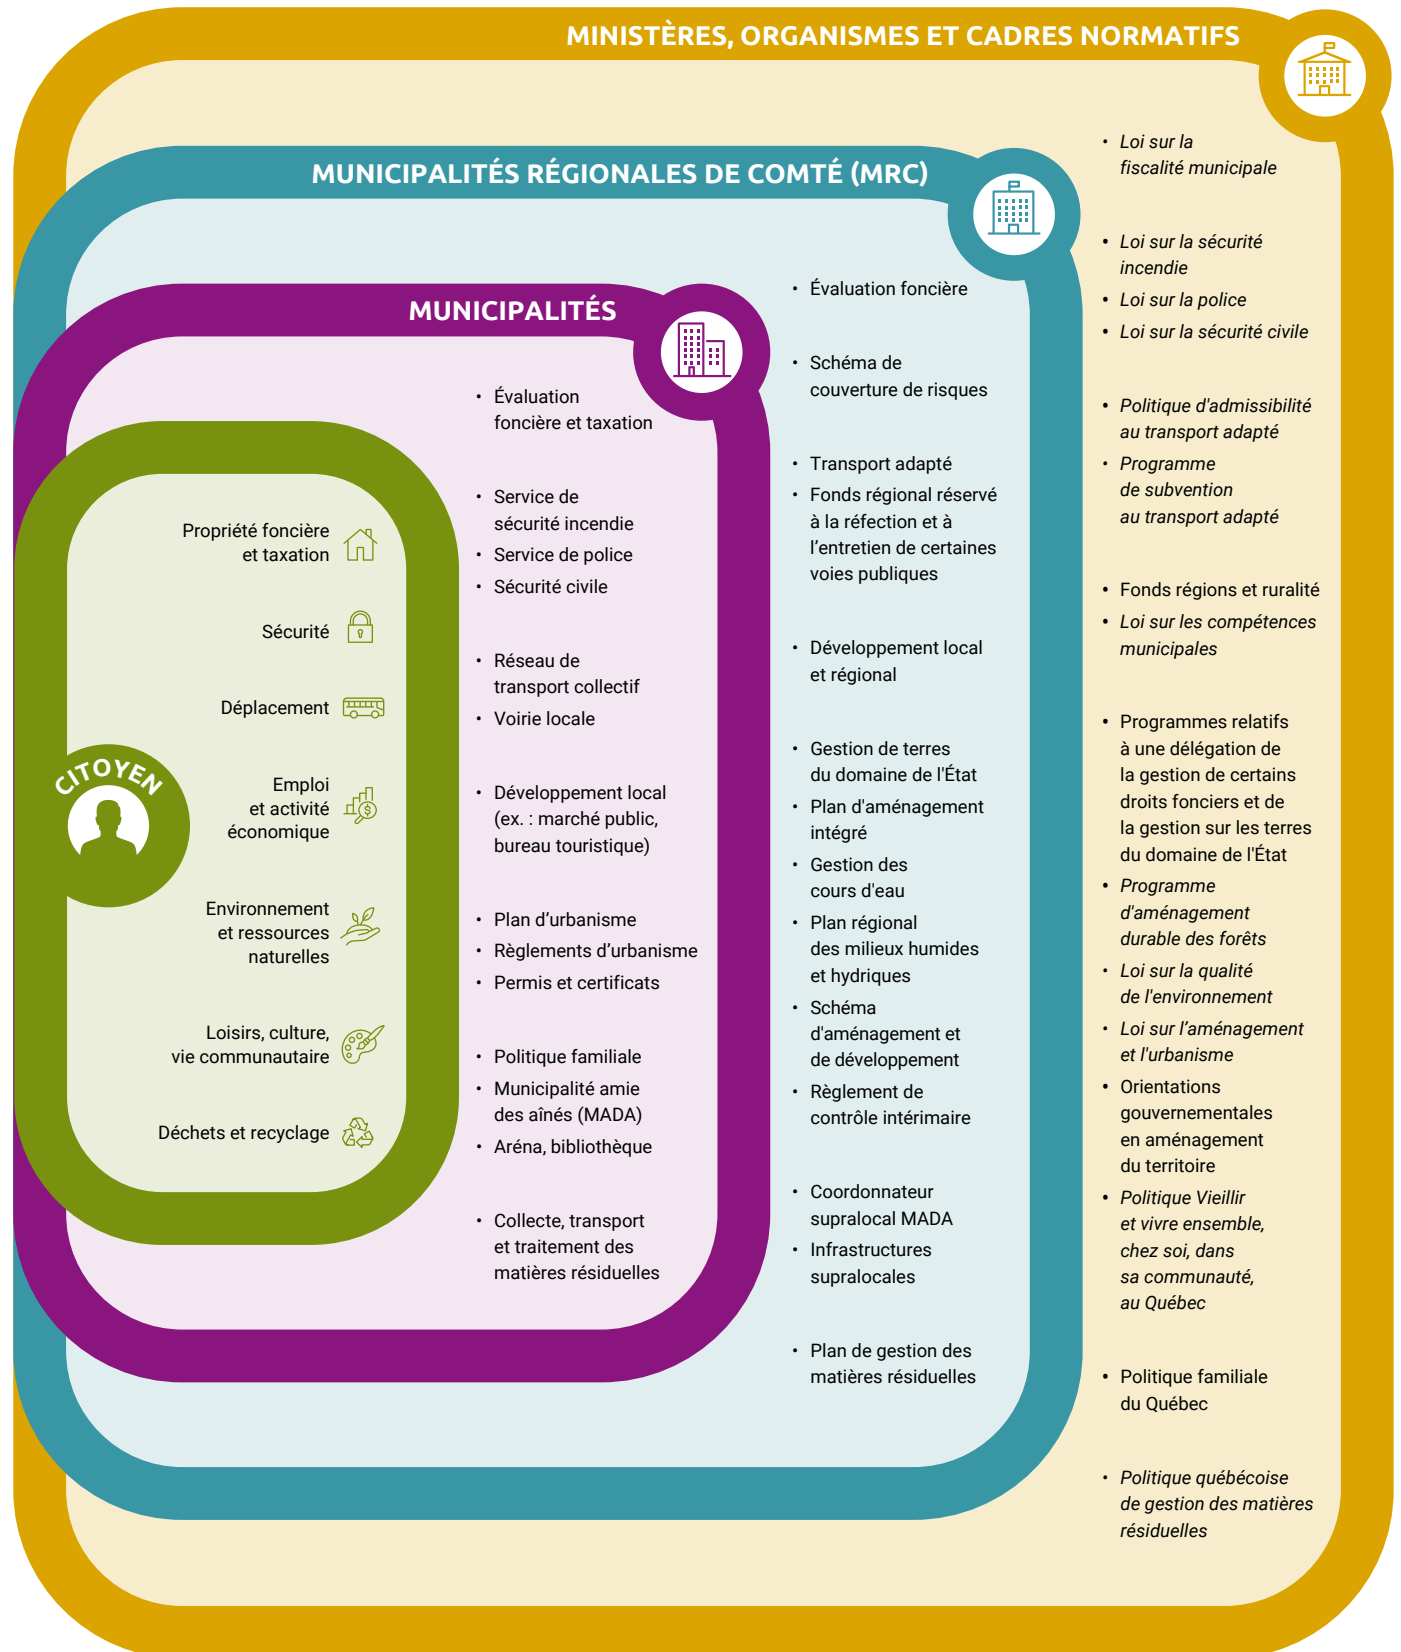 MINISTÈRES, ORGANISMES ET CADRES NORMATIFS
• Loi sur la
fiscalité municipale
• Loi sur la sécurité
incendie
• Loi sur la police
• Loi sur la sécurité civile
• Politique d'admissibilité
au transport adapté
• Programme
de subvention
au transport adapté
• Fonds régions et ruralité
• Loi sur les compétences
municipales
• Programmes relatifs
à une délégation de
la gestion de certains
droits fonciers et de
la gestion sur les terres
du domaine de l'État
• Programme
d'aménagement
durable des forêts
• Loi sur la qualité
de l'environnement
• Loi sur l’aménagement
et l'urbanisme
• Orientations
gouvernementales
en aménagement
du territoire
• Politique Vieillir
et vivre ensemble,
chez soi, dans
sa communauté,
au Québec
• Politique familiale
du Québec
• Politique québécoise
de gestion des matières
résiduelles
MUNICIPALITÉS RÉGIONALES DE COMTÉ (MRC)
• Évaluation foncière
• Schéma de
couverture de risques
• Transport adapté
• Fonds régional réservé
à la réfection et à
l’entretien de certaines
voies publiques
• Développement local
et régional
• Gestion de terres
du domaine de l'État
• Plan d'aménagement
intégré
• Gestion des
cours d'eau
• Plan régional
des milieux humides
et hydriques
• Schéma
d'aménagement et
de développement
• Règlement de
contrôle intérimaire
• Coordonnateur
supralocal MADA
• Infrastructures
supralocales
• Plan de gestion des
matières résiduelles
MUNICIPALITÉS
• Évaluation
foncière et taxation
• Service de
sécurité incendie
• Service de police
• Sécurité civile
• Réseau de
transport collectif
• Voirie locale
• Développement local
(ex. : marché public,
bureau touristique)
• Plan d’urbanisme
• Règlements d’urbanisme
• Permis et certificats
• Politique familiale
• Municipalité amie
des aînés (MADA)
• Aréna, bibliothèque
• Collecte, transport
et traitement des
matières résiduelles
CITOYEN
Propriété foncière
et taxation
Sécurité
Déplacement
Emploi
et activité
économique
$
Environnement
et ressources
naturelles
Loisirs, culture,
vie communautaire
Déchets et recyclage